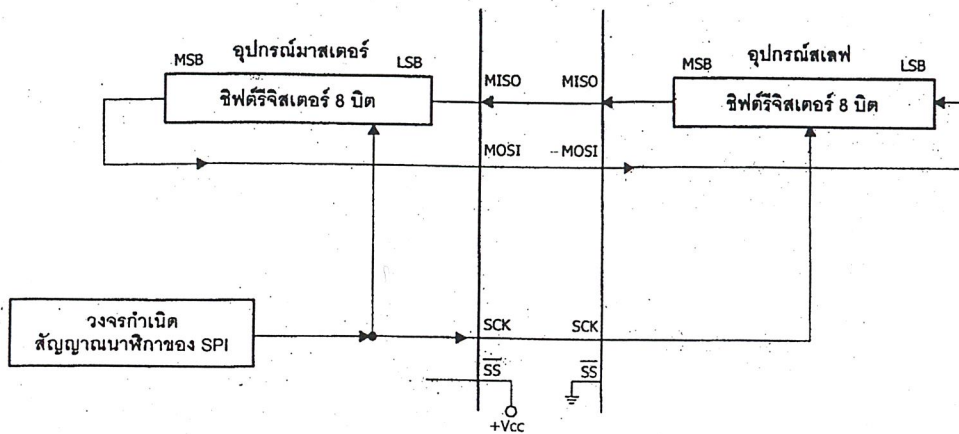 อุปกรณ์มาสเตอร์
MSB
LSB
ชิฟต์รีจิสเตอร์ 8 บิต
MISO
MISO
อุปกรณ์สเลฟ
MSB
LSB
ชิฟต์รีจิสเตอร์ 8 บิต
MOSI
MOSI
วงจรกำเนิด
สัญญาณนาฬิกาของ SPI
SCK
SCK
SS
SS
+Vcc